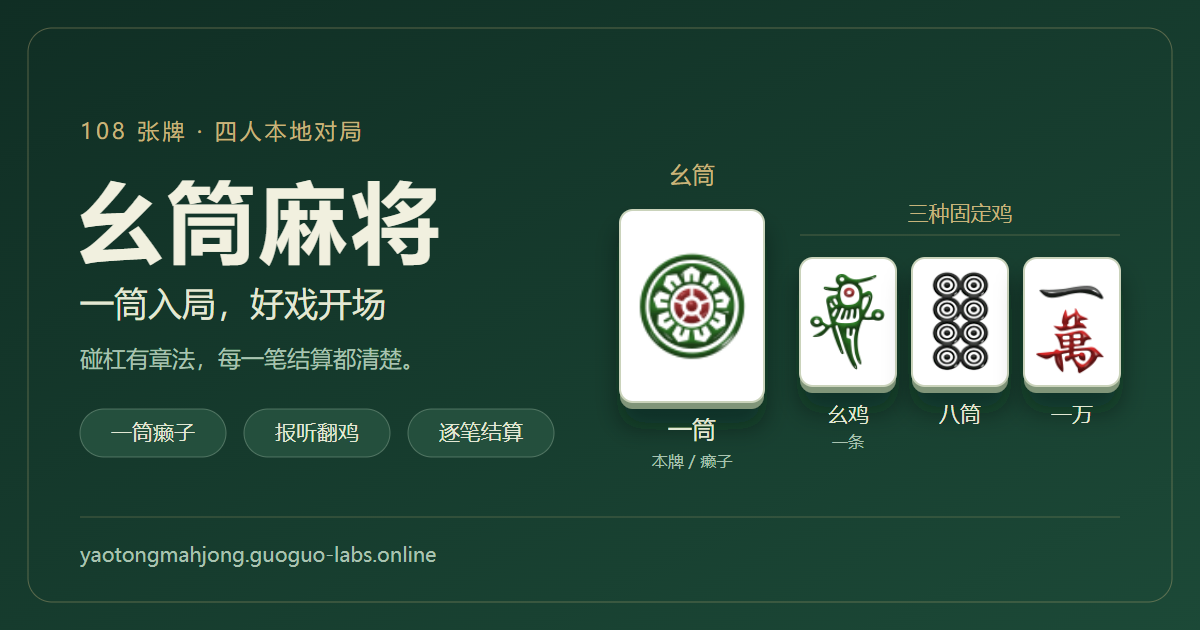 108 张牌 · 四人本地对局
幺筒麻将
一筒入局，好戏开场
碰杠有章法，每一笔结算都清楚。
一筒癞子
报听翻鸡
逐笔结算
幺筒
一筒
本牌 / 癞子
三种固定鸡
一
萬
幺鸡
一条
八筒
一万
yaotongmahjong.guoguo-labs.online